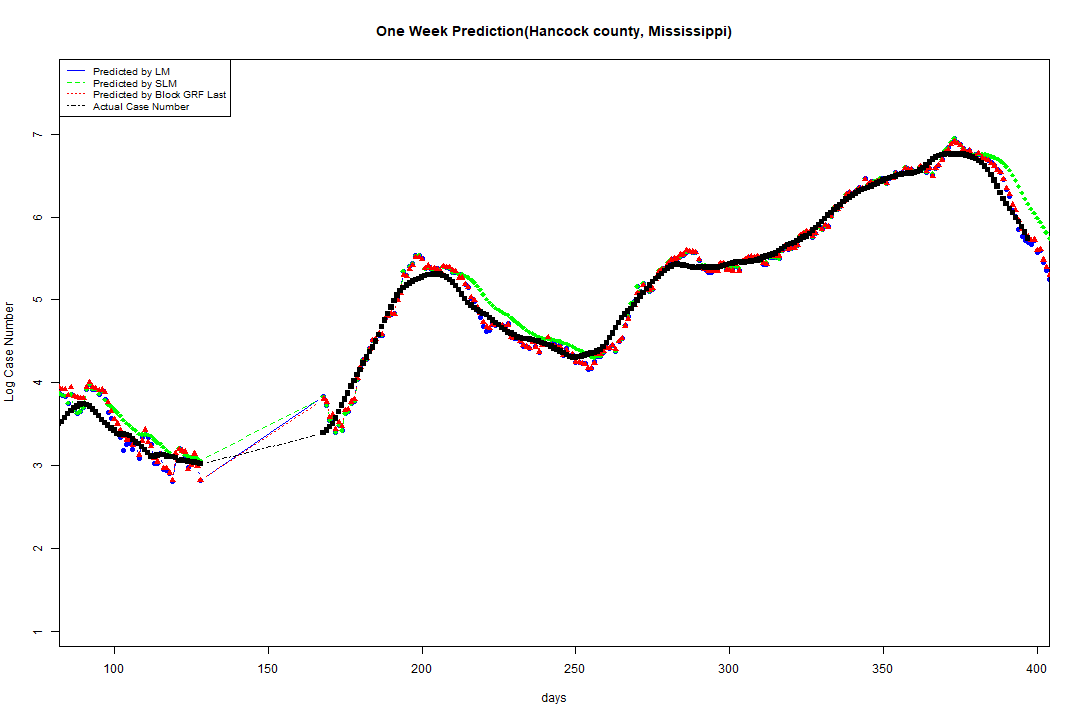 One Week Prediction(Hancock county, Mississippi)
Predicted by LM
Predicted by SLM
Predicted by Block GRF Last
Actual Case Number
7
6
5
4
3
2
1
Log Case Number
100 150 200 250 300 350 400
days